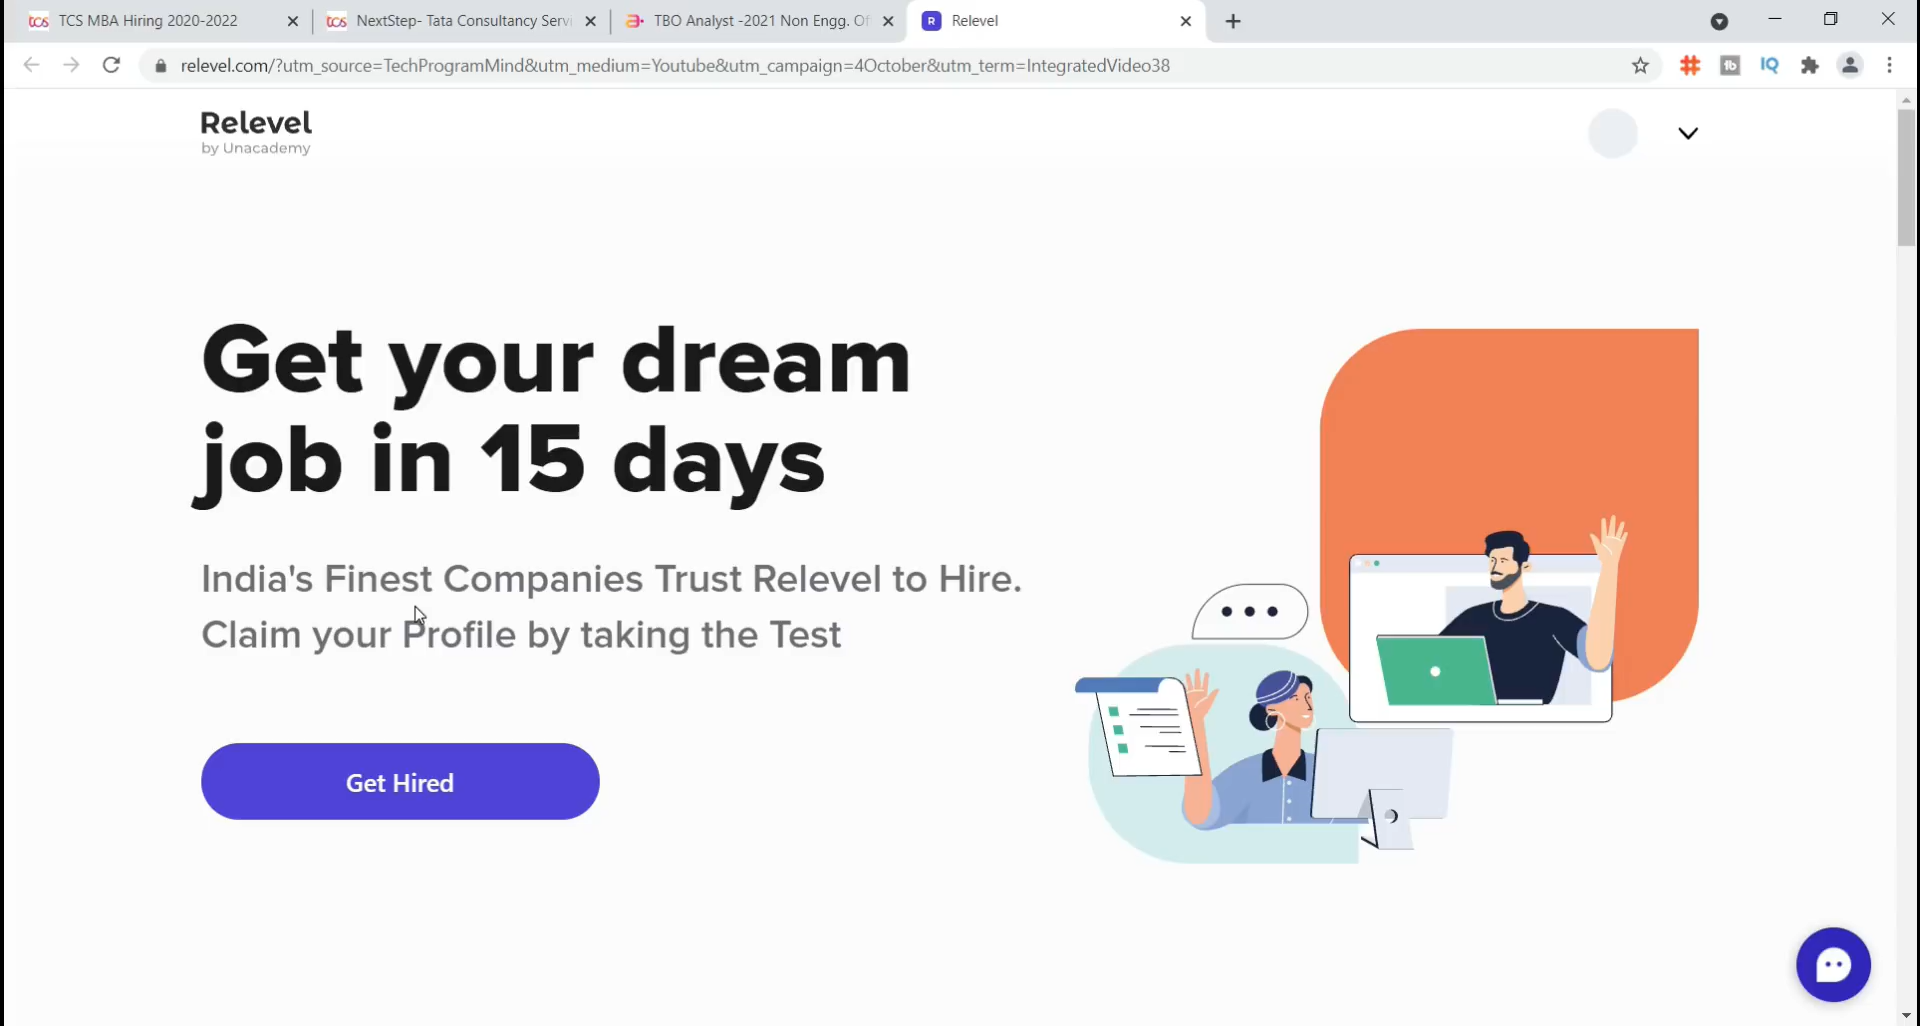 TCS MBA Hiring 2020-2022
NextStep- Tata Consultancy Serv
TBO Analyst -2021 Non Engg. Of
R Relevel
relevel.com/?utm_source=TechProgramMind&utm_medium=Youtube&utm_campaign=4October&utm_term=IntegratedVideo38
tb
IQ
Relevel
by Unacademy
Get your dream
job in 15 days
India's Finest Companies Trust Relevel to Hire.
Claim your Profile by taking the Test
Get Hired